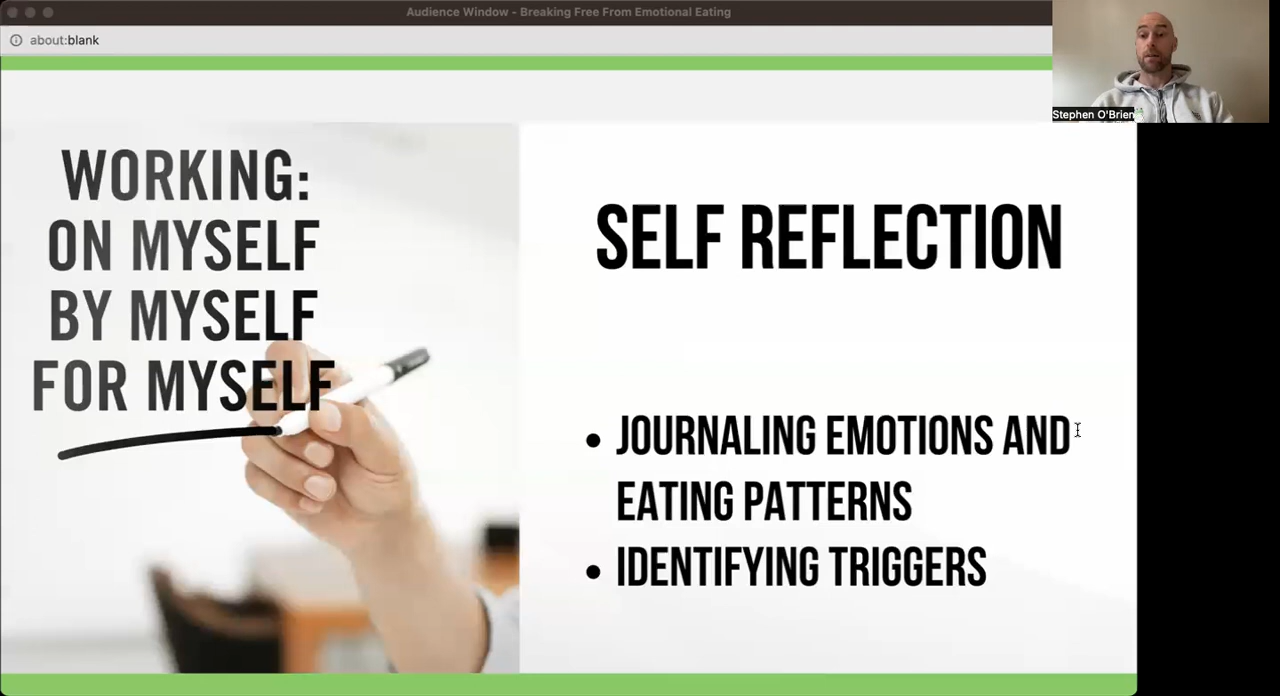 Audience Window - Breaking Free From Emotional Eating
about:blank
Stephen O'Brien
WORKING:
ON MYSELF
BY MYSELF
FOR MYSELF
SELF REFLECTION
• JOURNALING EMOTIONS AND
EATING PATTERNS
• IDENTIFYING TRIGGERS